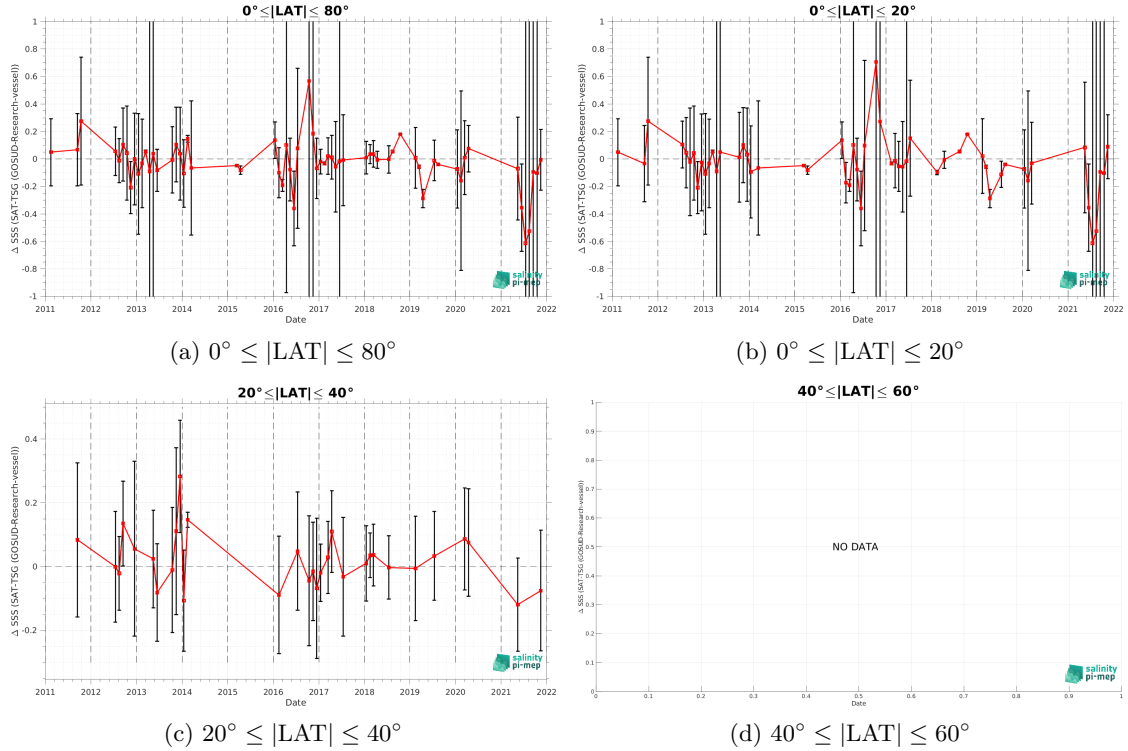 0°≤|LAT|≤ 80°
Δ SSS (SAT-TSG (GOSUD-Research-vessel))
1
0.8
0.6
0.4
0.2
0
-0.2
-0.4
-0.6
-0.8
-1
2011 2012 2013 2014 2015 2016 2017 2018 2019 2020 2021 2022
Date
salinity
pi-mep
(a) 0° ≤ |LAT| ≤ 80°
0°≤|LAT|≤ 20°
Δ SSS (SAT-TSG (GOSUD-Research-vessel))
1
0.8
0.6
0.4
0.2
0
-0.2
-0.4
-0.6
-0.8
-1
2011 2012 2013 2014 2015 2016 2017 2018 2019 2020 2021 2022
Date
salinity
pi-mep
(b) 0° ≤ |LAT| ≤ 20°
20°≤|LAT|≤ 40°
Δ SSS (SAT-TSG (GOSUD-Research-vessel))
0.4
0.2
0
-0.2
2011 2012 2013 2014 2015 2016 2017 2018 2019 2020 2021 2022
Date
salinity
pi-mep
(c) 20° ≤ |LAT| ≤ 40°
40°≤|LAT|≤ 60°
Δ SSS (SAT-TSG (GOSUD-Research-vessel))
1
0.9
0.8
0.7
0.6
0.5
0.4
0.3
0.2
0.1
0
NO DATA
0 0.1 0.2 0.3 0.4 0.5 0.6 0.7 0.8 0.9 1
Date
salinity
pi-mep
(d) 40° ≤ |LAT| ≤ 60°